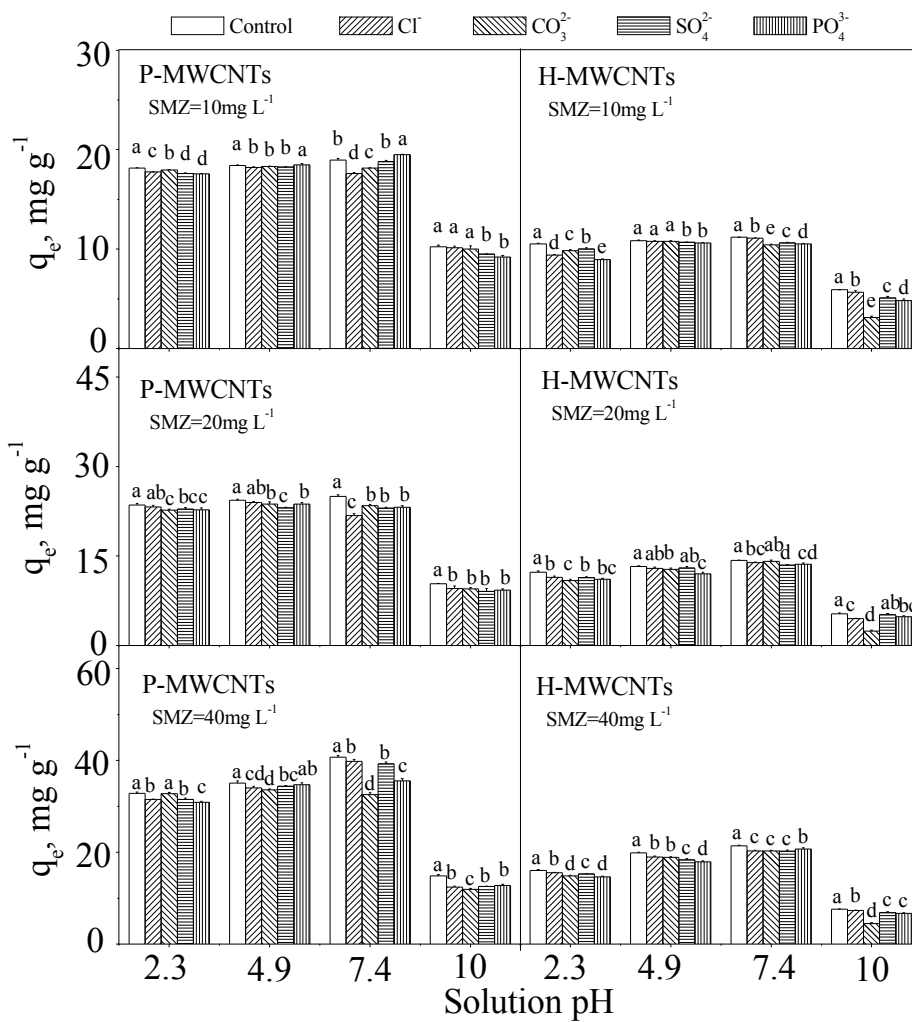 Control Cl⁻ CO₃²⁻ SO₄²⁻ PO₄³⁻
30
20
10
0
qₑ, mg g⁻¹
P-MWCNTs
SMZ=10mg L⁻¹
a c b d d
a b b b a
b d c b a
a a a b b
H-MWCNTs
SMZ=10mg L⁻¹
a d c b e
a a a b b
a b e c d
a b e c d
45
30
15
0
qₑ, mg g⁻¹
P-MWCNTs
SMZ=20mg L⁻¹
a ab c bc c
a ab b c b
a c b b b
a b b b b
H-MWCNTs
SMZ=20mg L⁻¹
a b c b bc
a ab b ab c
a bc ab d cd
a c d ab bc
60
40
20
0
qₑ, mg g⁻¹
P-MWCNTs
SMZ=40mg L⁻¹
a b a b c
a cd d bc ab
a b d b c
a b c b b
H-MWCNTs
SMZ=40mg L⁻¹
a b d c d
a b b c d
a c c c b
a b d c c
2.3 4.9 7.4 10 2.3 4.9 7.4 10
Solution pH